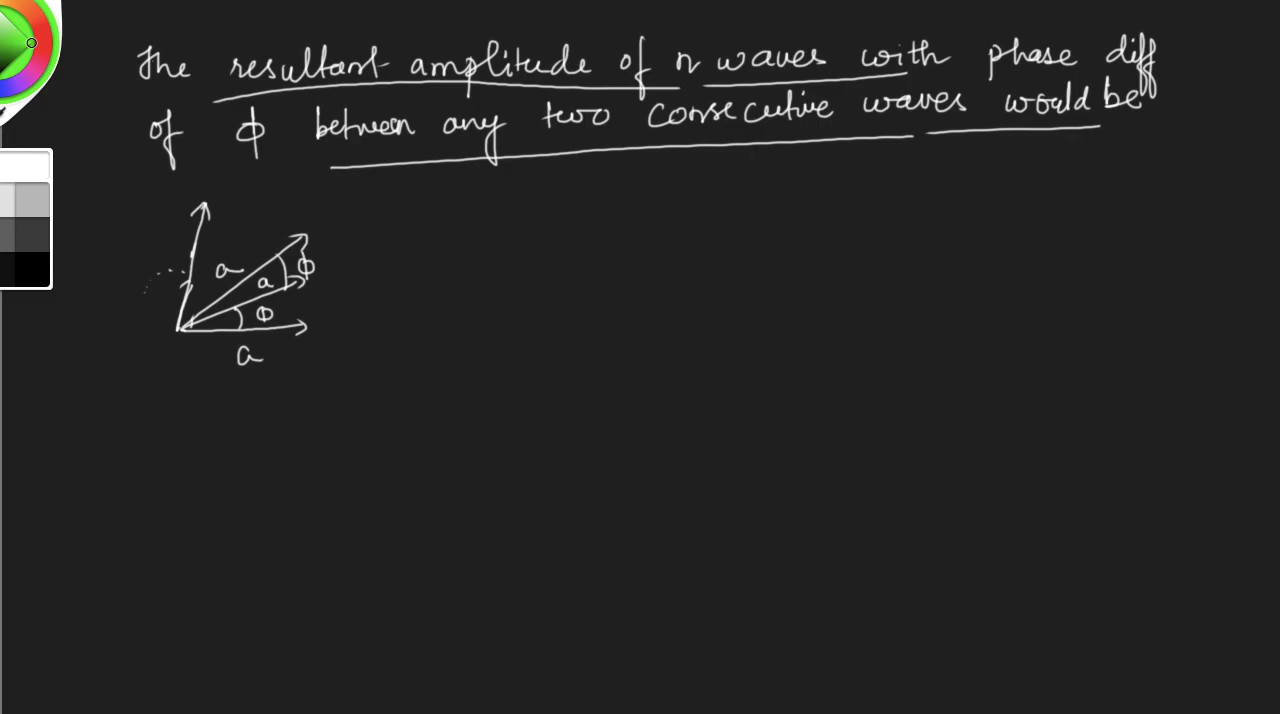 The resultant amplitude of n waves with phase diff
of ϕ between any two consecutive waves would be
a
a
ϕ
ϕ
a